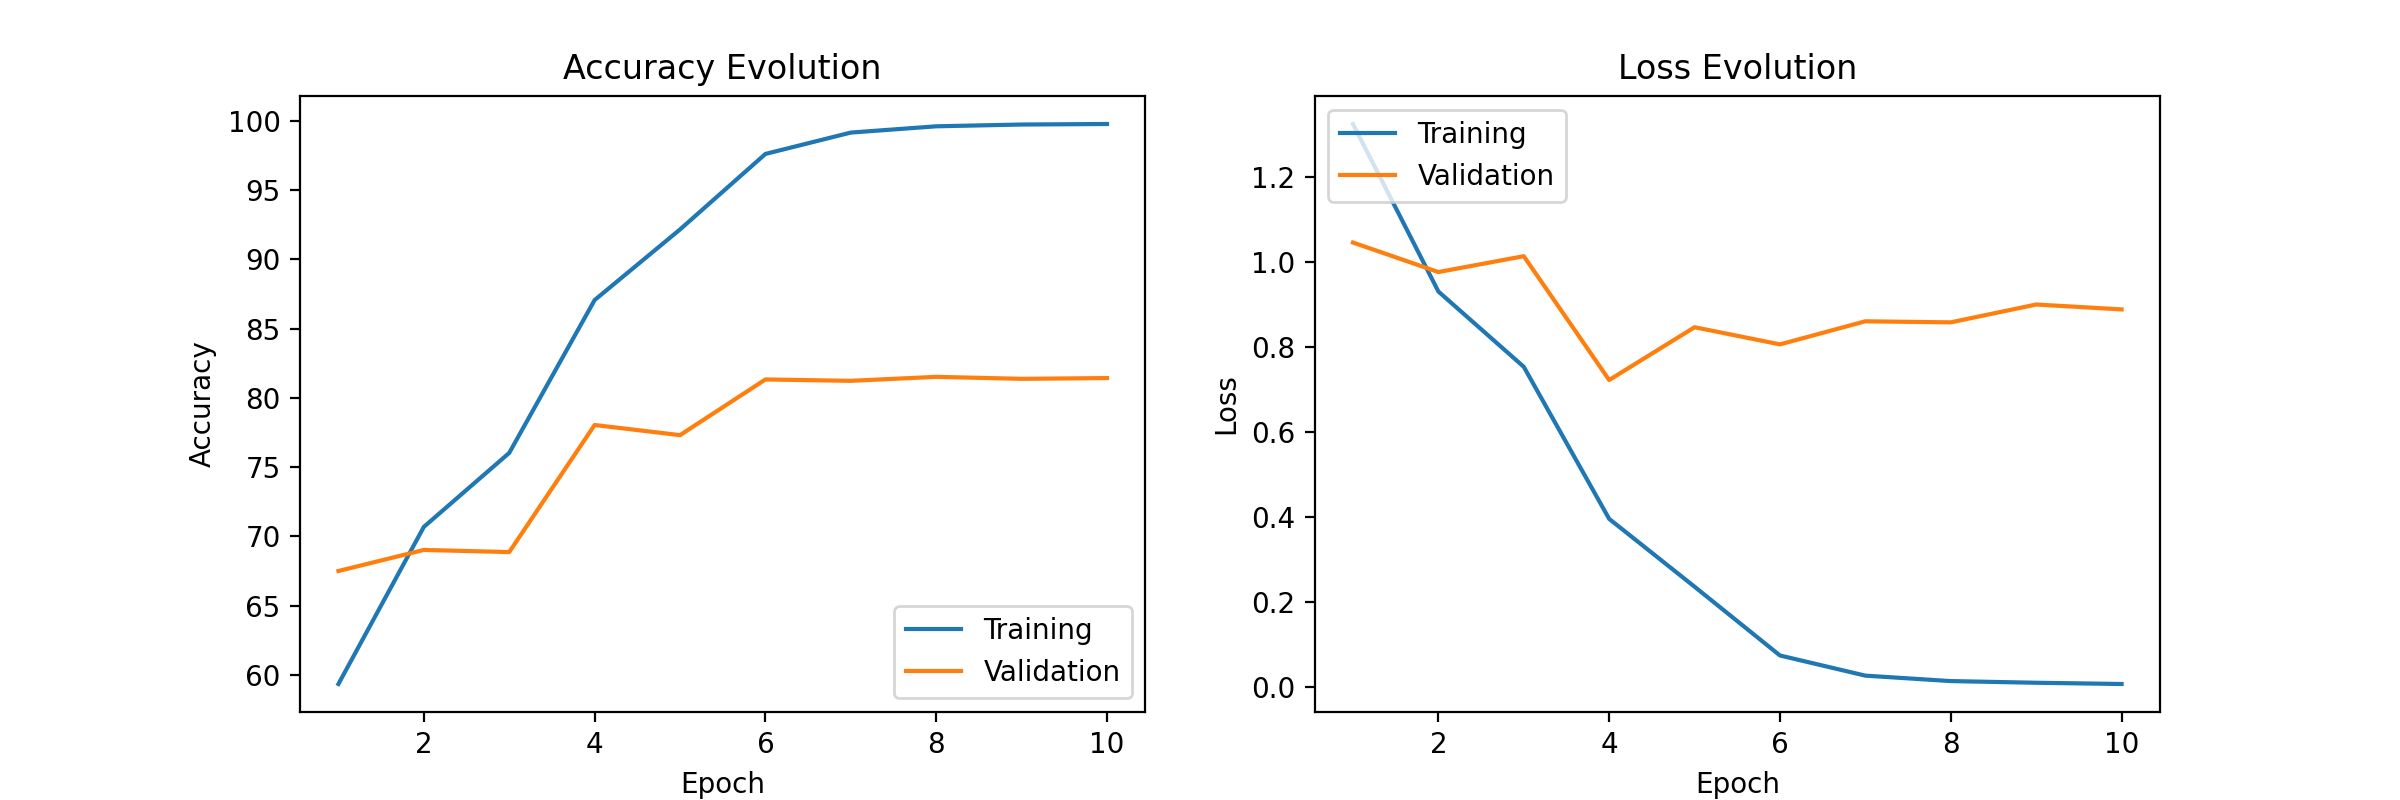 Accuracy Evolution
100
95
90
85
80
75
70
65
60
Accuracy
2 4 6 8 10
Epoch
Training
Validation
Loss Evolution
1.2
1.0
0.8
0.6
0.4
0.2
0.0
Loss
2 4 6 8 10
Epoch
Training
Validation